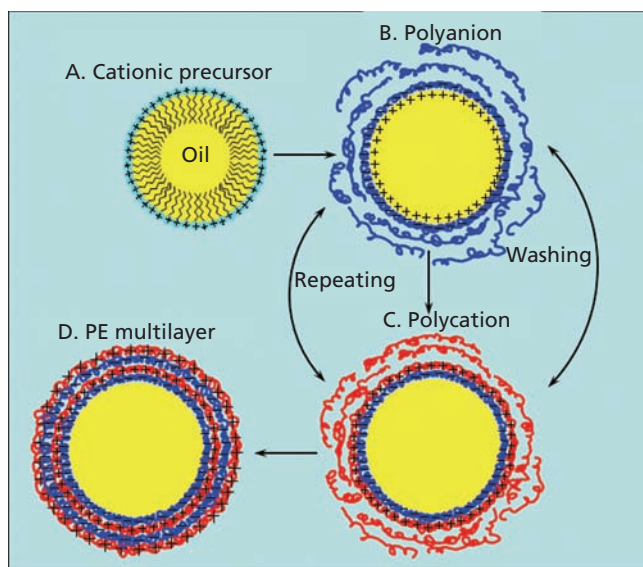 B. Polyanion
A. Cationic precursor
Oil
Repeating
Washing
D. PE multilayer
C. Polycation